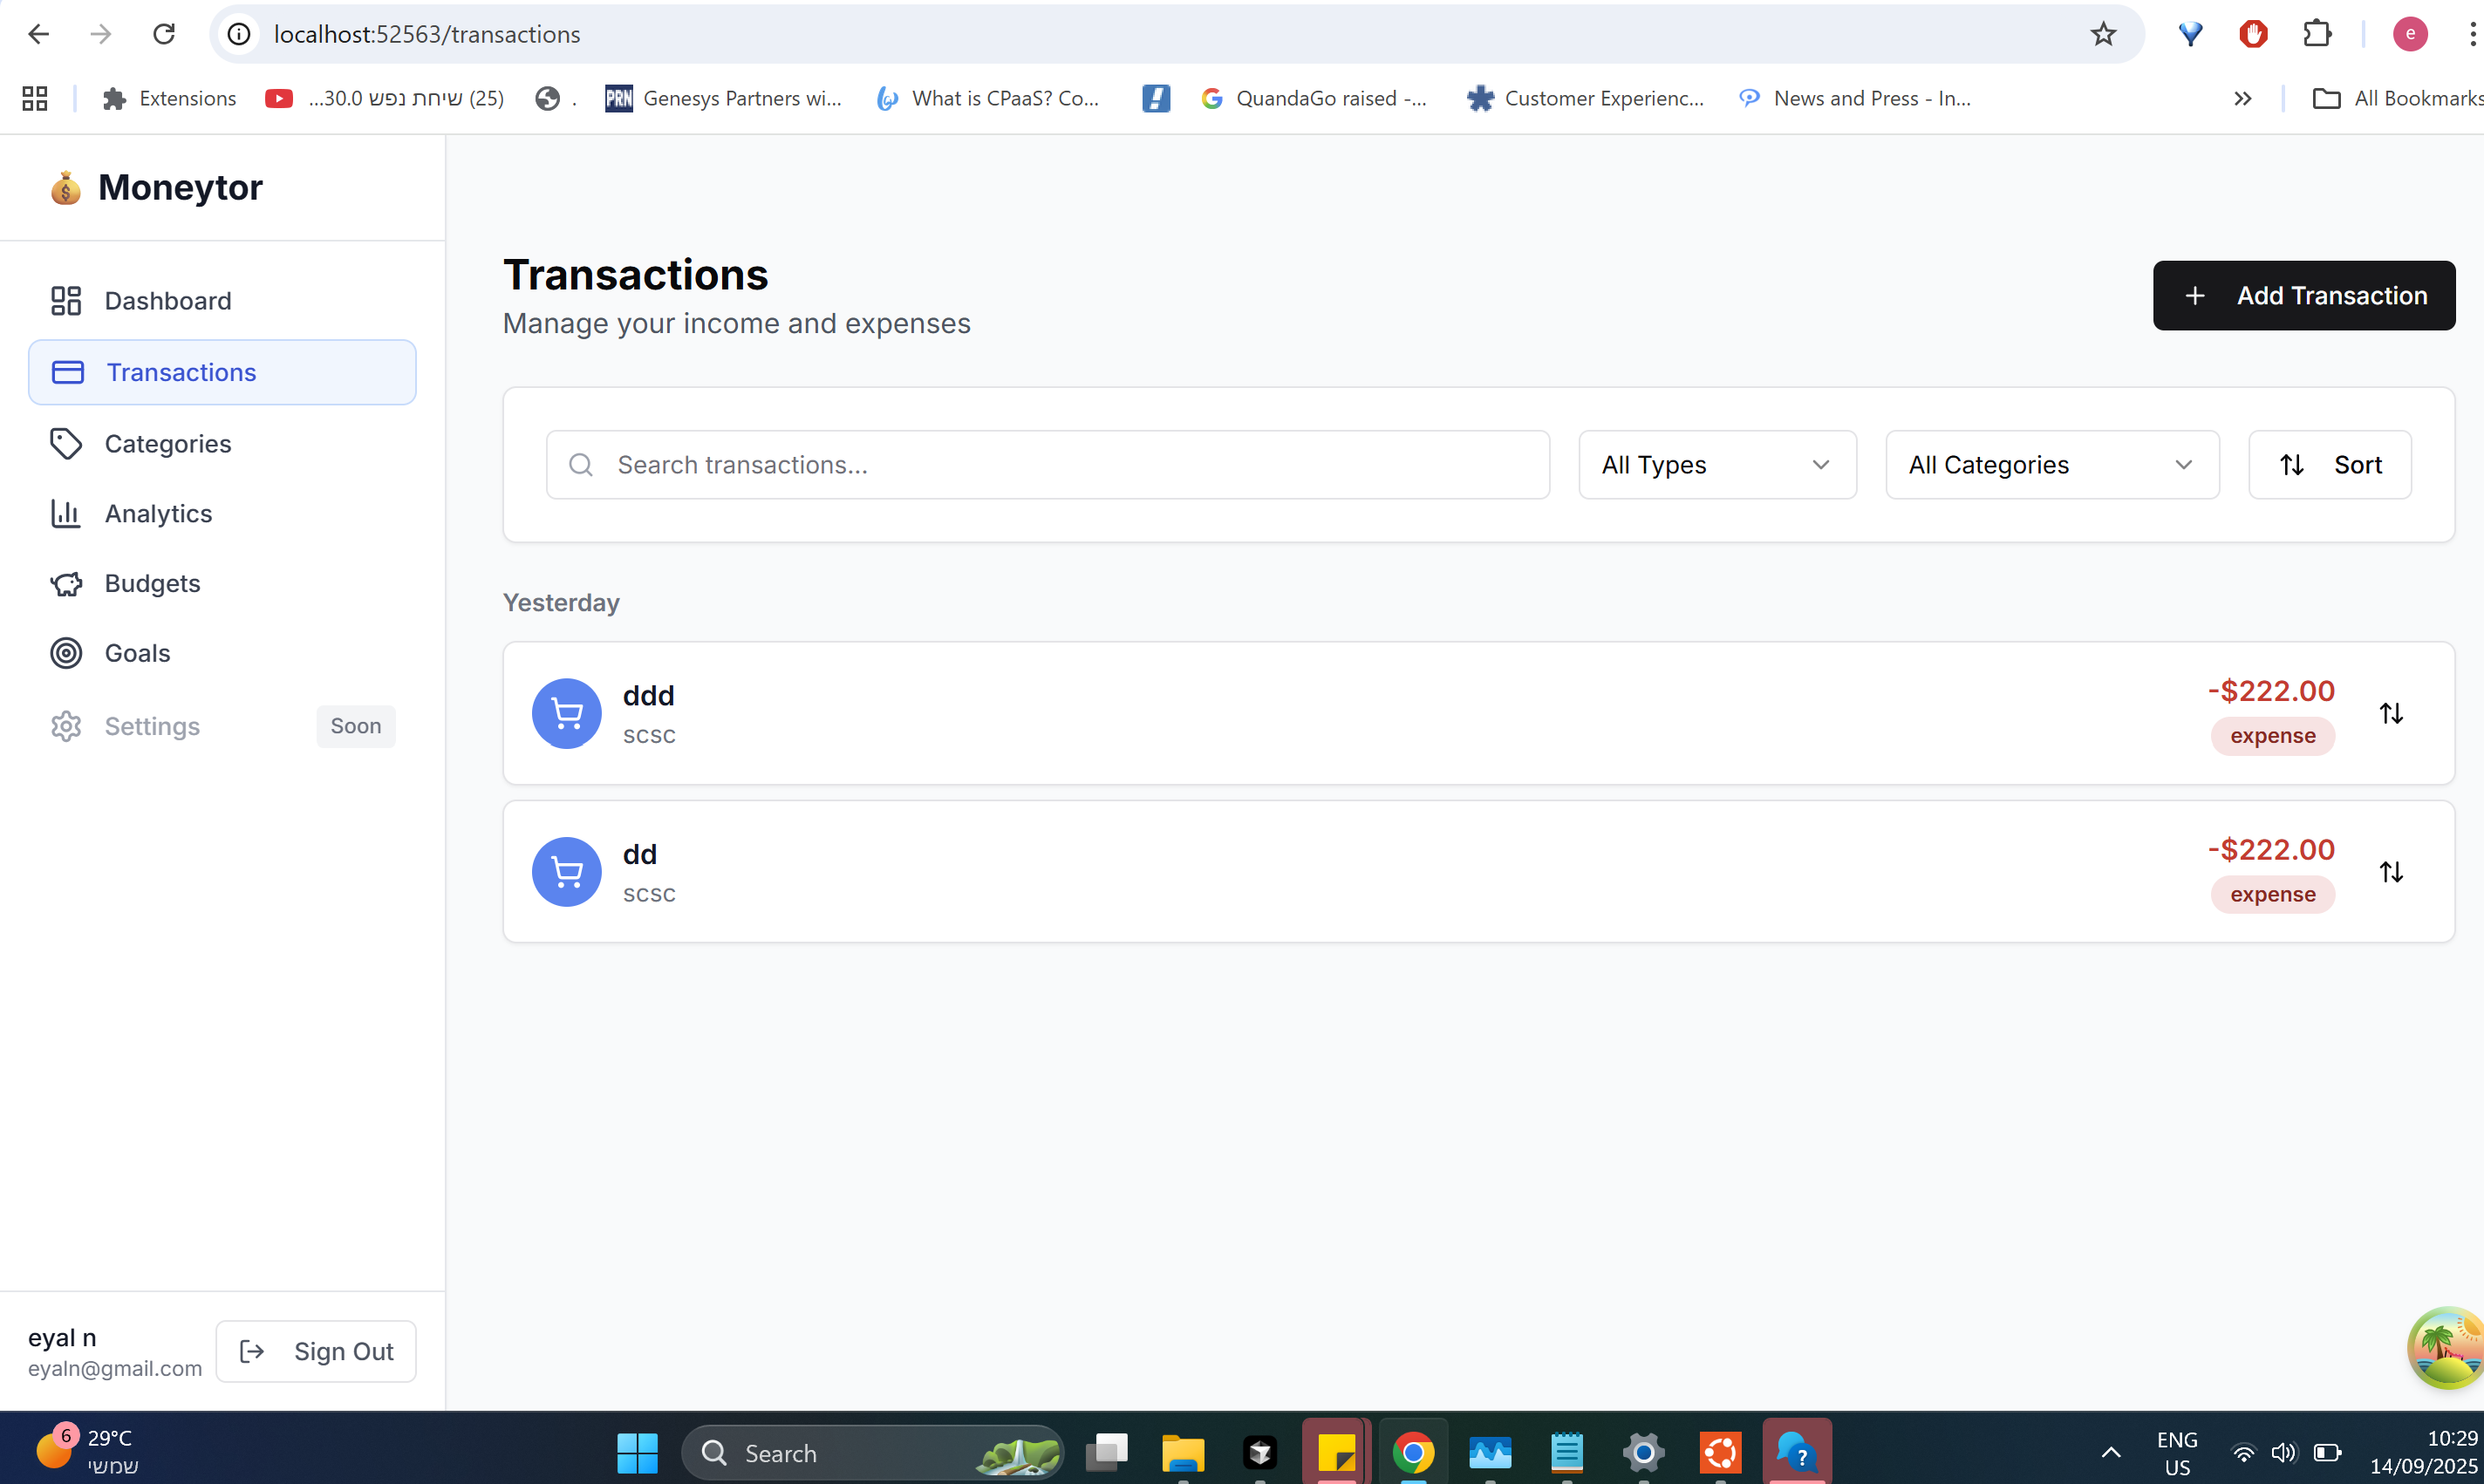 localhost:52563/transactions
e
Extensions
(25) שיחת נפש 30.0...
.
PRN
Genesys Partners wi...
What is CPaaS? Co...
QuandaGo raised -...
Customer Experienc...
News and Press - In...
All Bookmarks
Moneytor
Dashboard
Transactions
Categories
Analytics
Budgets
Goals
Settings
Soon
Transactions
Manage your income and expenses
Add Transaction
Search transactions...
All Types
All Categories
Sort
Yesterday
ddd
scsc
-$222.00
expense
dd
scsc
-$222.00
expense
eyal n
eyaln@gmail.com
Sign Out
6
29°C
שמשי
Search
ENG
US
10:29
14/09/2025